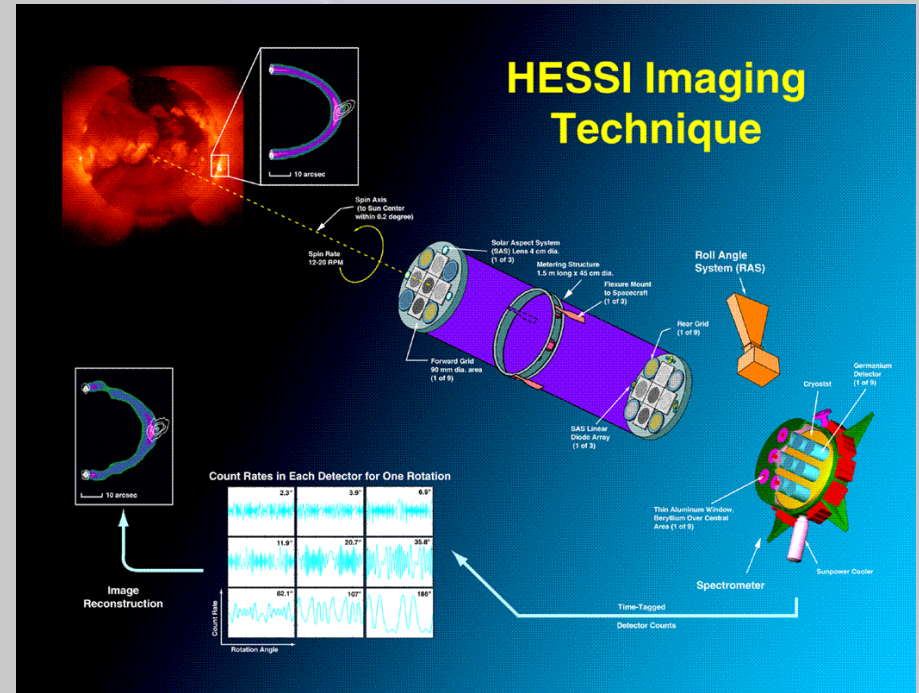 HESSI Imaging
Technique
10 arcsec
Spin Axis
(to Sun Center
within 0.2 degree)
Spin Rate
12-20 RPM
Solar Aspect System
(SAS) Lens 4 cm dia.
(1 of 3)
Metering Structure
1.5 m long x 45 cm dia.
Flexure Mount
to Spacecraft
(1 of 3)
Roll Angle
System (RAS)
Rear Grid
(1 of 9)
Forward Grid
90 mm dia. area
(1 of 9)
Germanium
Detector
(1 of 9)
Cryostat
SAS Linear
Diode Array
(1 of 3)
10 arcsec
Count Rates in Each Detector for One Rotation
2.3"
3.9"
6.9"
11.9"
20.7"
35.8"
62.1"
107"
186"
Count Rate
Rotation Angle
Thin Aluminum Window,
Beryllium Over Central
Area (1 of 9)
Sunpower Cooler
Spectrometer
Image
Reconstruction
Time-Tagged
Detector Counts